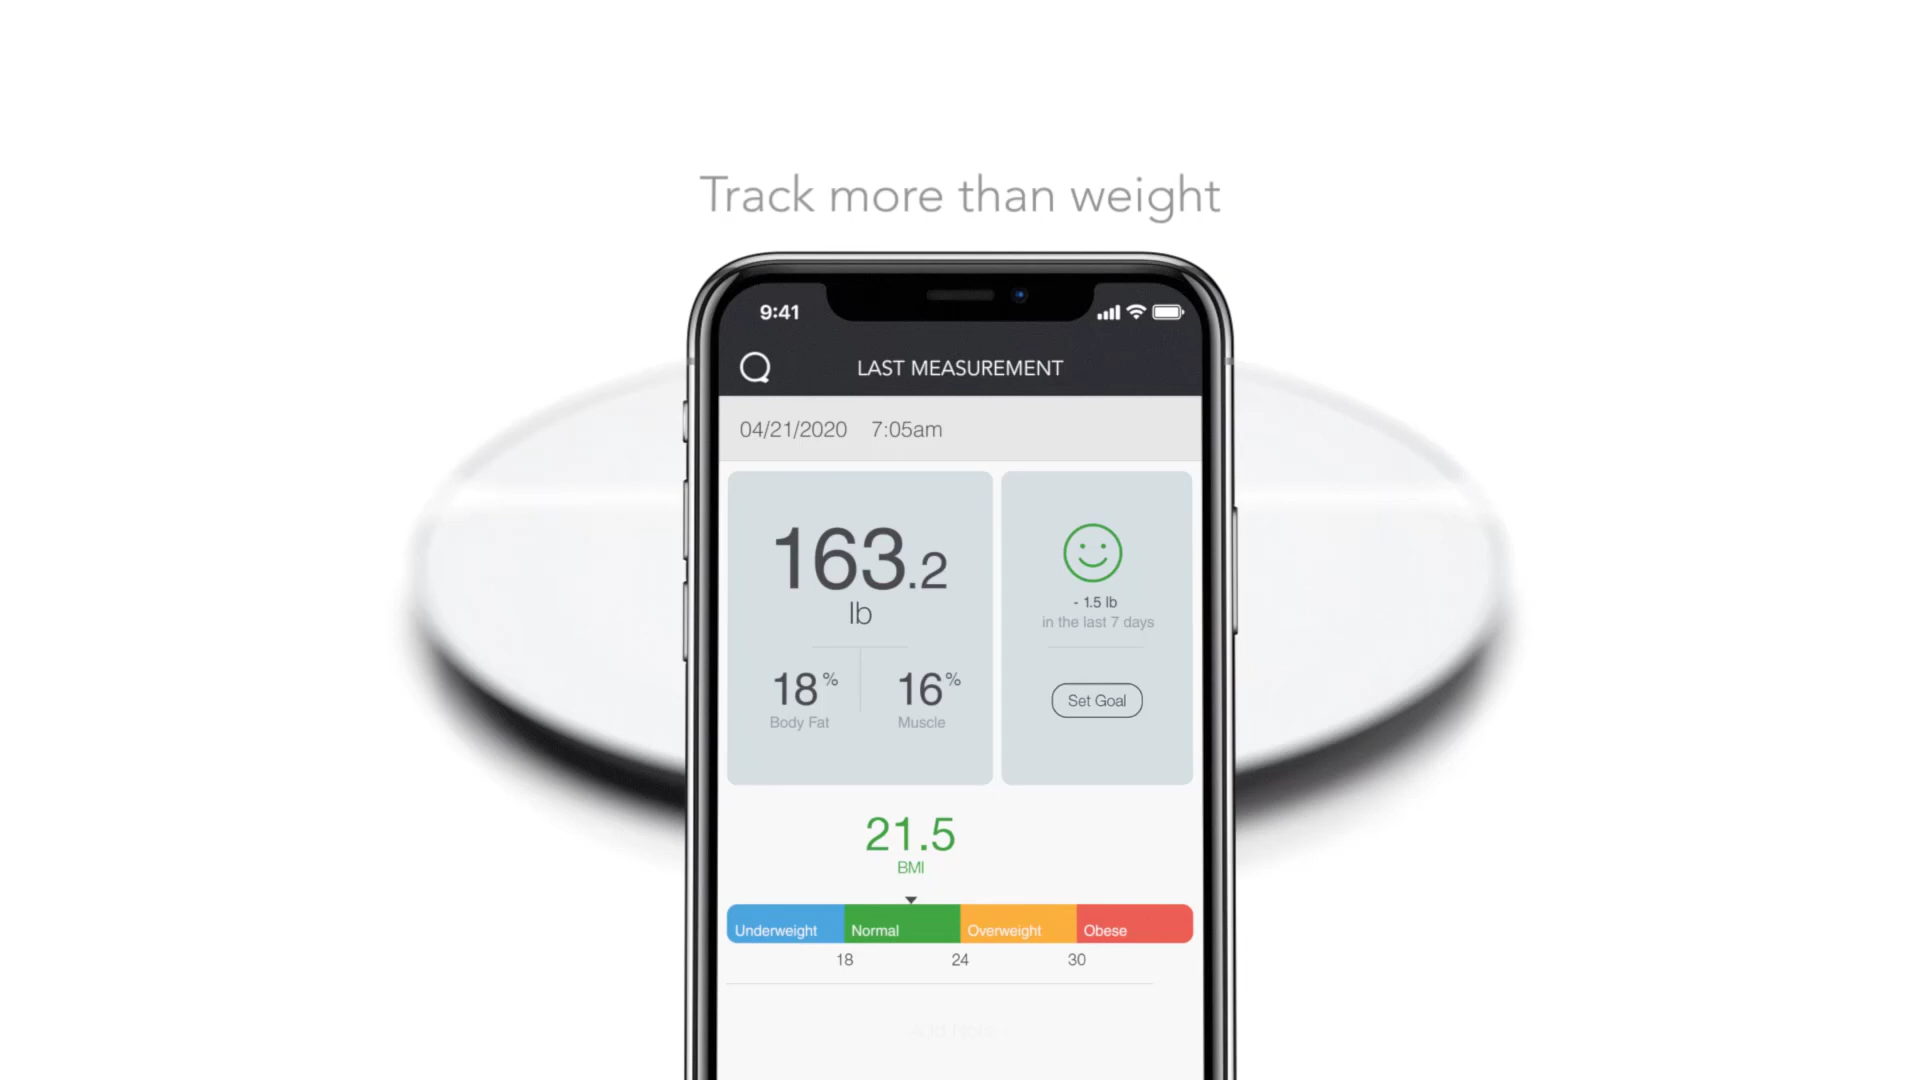 Track more than weight
9:41
LAST MEASUREMENT
04/21/2020 7:05am
163.2
lb
18% 16%
Body Fat Muscle
- 1.5 lb
in the last 7 days
Set Goal
21.5
BMI
Underweight Normal Overweight Obese
18 24 30